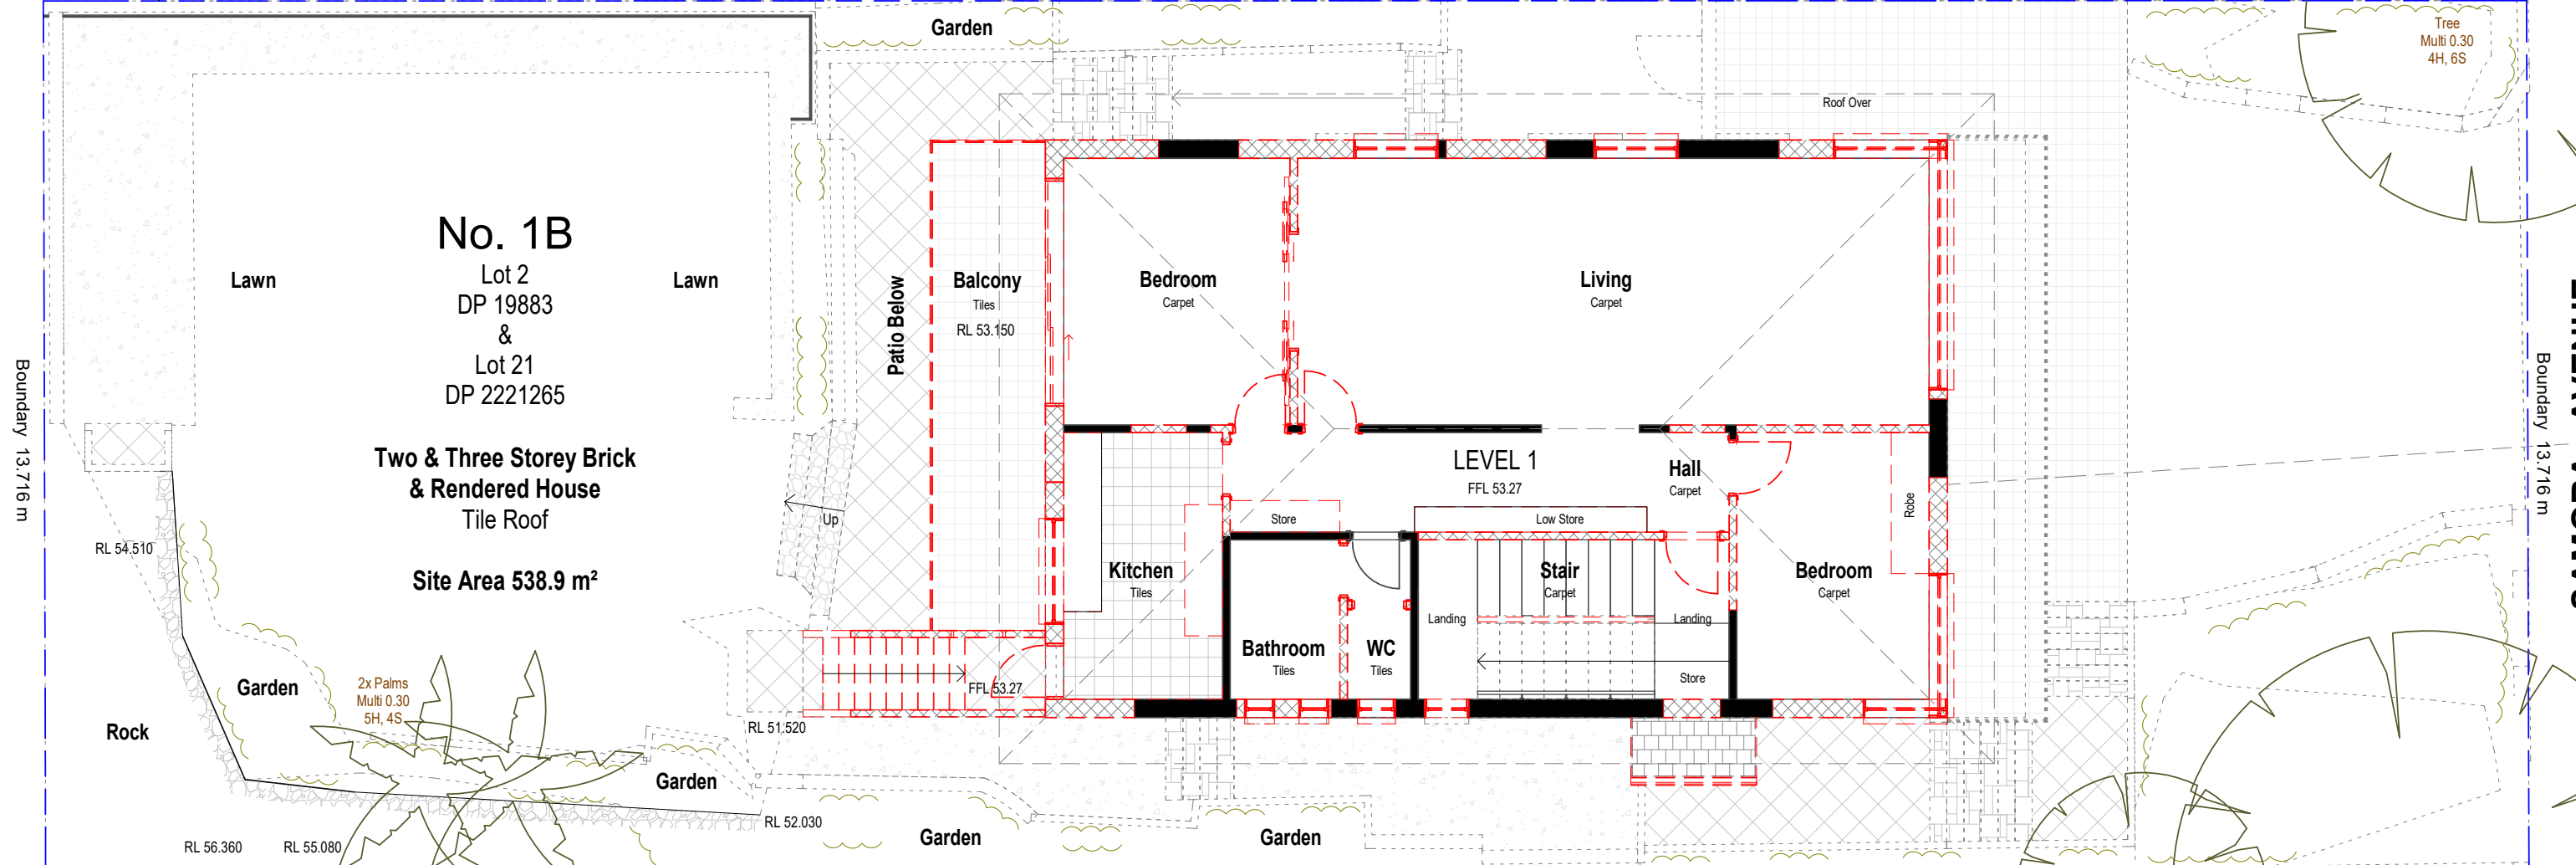 Garden
Tree
Multi 0.30
4H, 6S
Roof Over
No. 1B
Lot 2
DP 19883
&
Lot 21
DP 2221265
Lawn
Lawn
Two & Three Storey Brick
& Rendered House
Tile Roof
Site Area 538.9 m²
Boundary 13.716 m
Patio Below
Balcony
Tiles
RL 53.150
Bedroom
Carpet
Living
Carpet
Boundary 13.716 m
LEVEL 1
FFL 53.27
Hall
Carpet
Robe
Store
Low Store
Up
RL 54.510
Kitchen
Tiles
Stair
Carpet
Bedroom
Carpet
Landing
Landing
Bathroom
Tiles
WC
Tiles
Store
Garden
2x Palms
Multi 0.30
5H, 4S
FFL 53.27
Rock
RL 51.520
Garden
RL 52.030
Garden
Garden
RL 56.360
RL 55.080